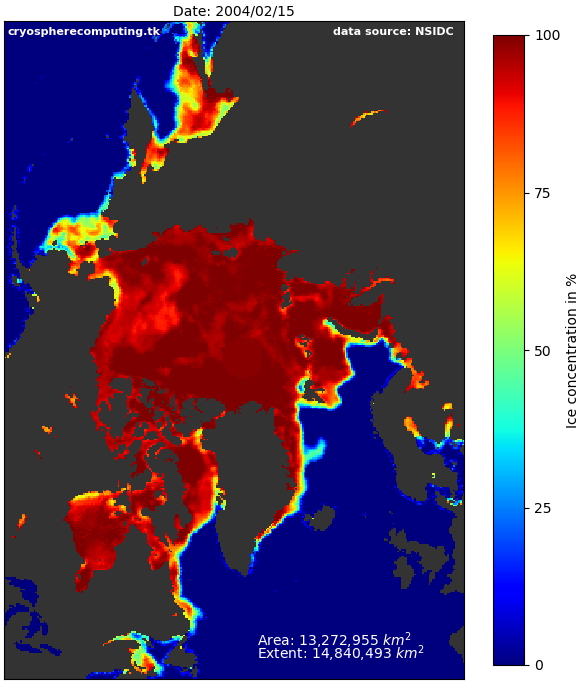 Date: 2004/02/15
cryospherecomputing.tk
data source: NSIDC
100
75
50
25
0
Ice concentration in %
Area: 13,272,955 km²
Extent: 14,840,493 km²